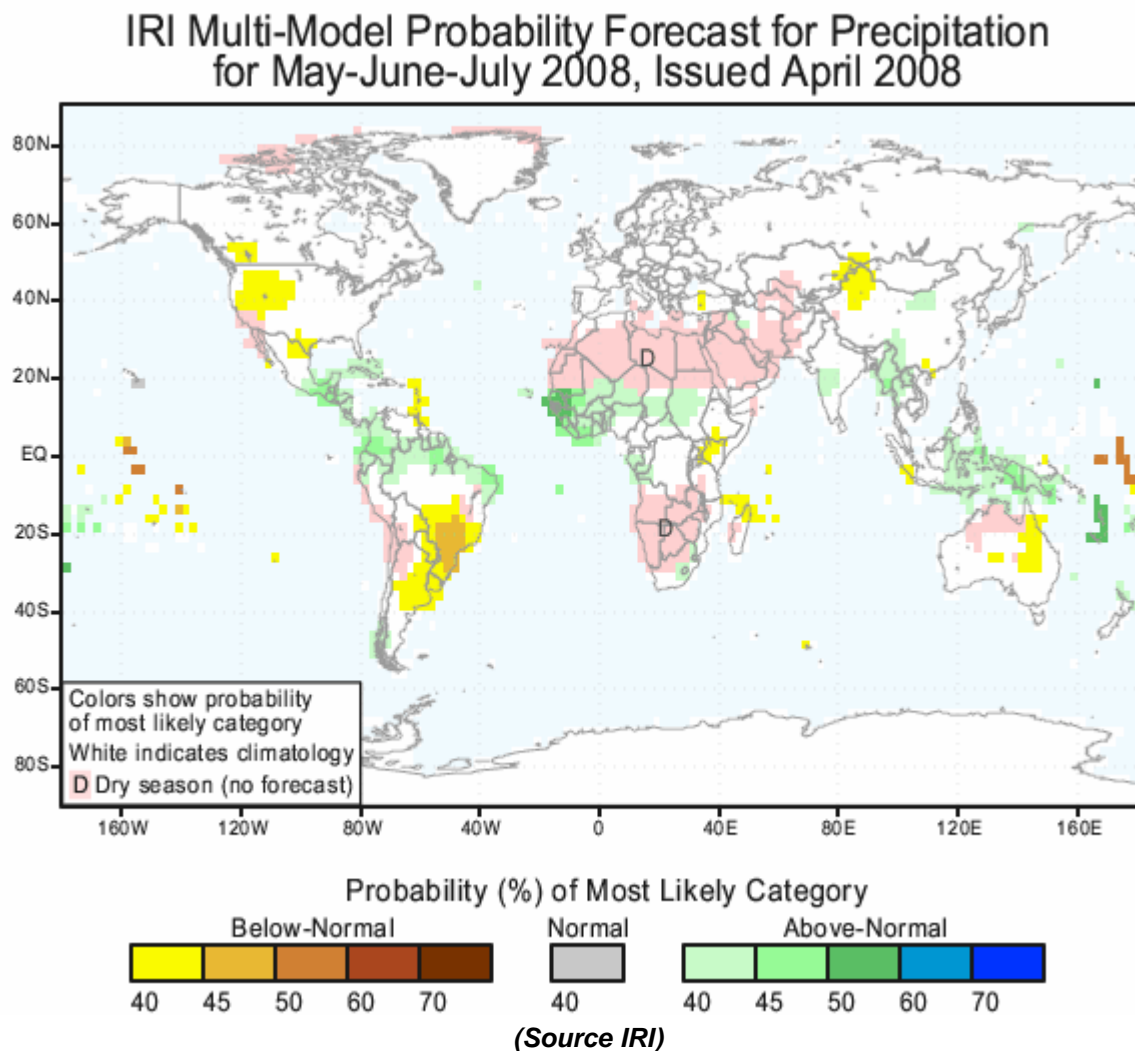 IRI Multi-Model Probability Forecast for Precipitation
for May-June-July 2008, Issued April 2008
80N
60N
40N
20N
EQ
20S
40S
60S
80S
D
D
Colors show probability
of most likely category
White indicates climatology
D Dry season (no forecast)
160W 120W 80W 40W 0 40E 80E 120E 160E
Probability (%) of Most Likely Category
Below-Normal Normal Above-Normal
40 45 50 60 70 40 40 45 50 60 70
(Source IRI)